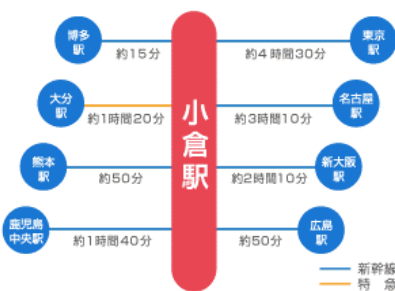 博多
駅
約15分
大分
駅
約1時間20分
熊本
駅
約50分
鹿児島
中央駅
約1時間40分
小倉駅
東京
駅
約4時間30分
名古屋
駅
約3時間10分
新大阪
駅
約2時間10分
広島
駅
約50分
新幹線
特 急